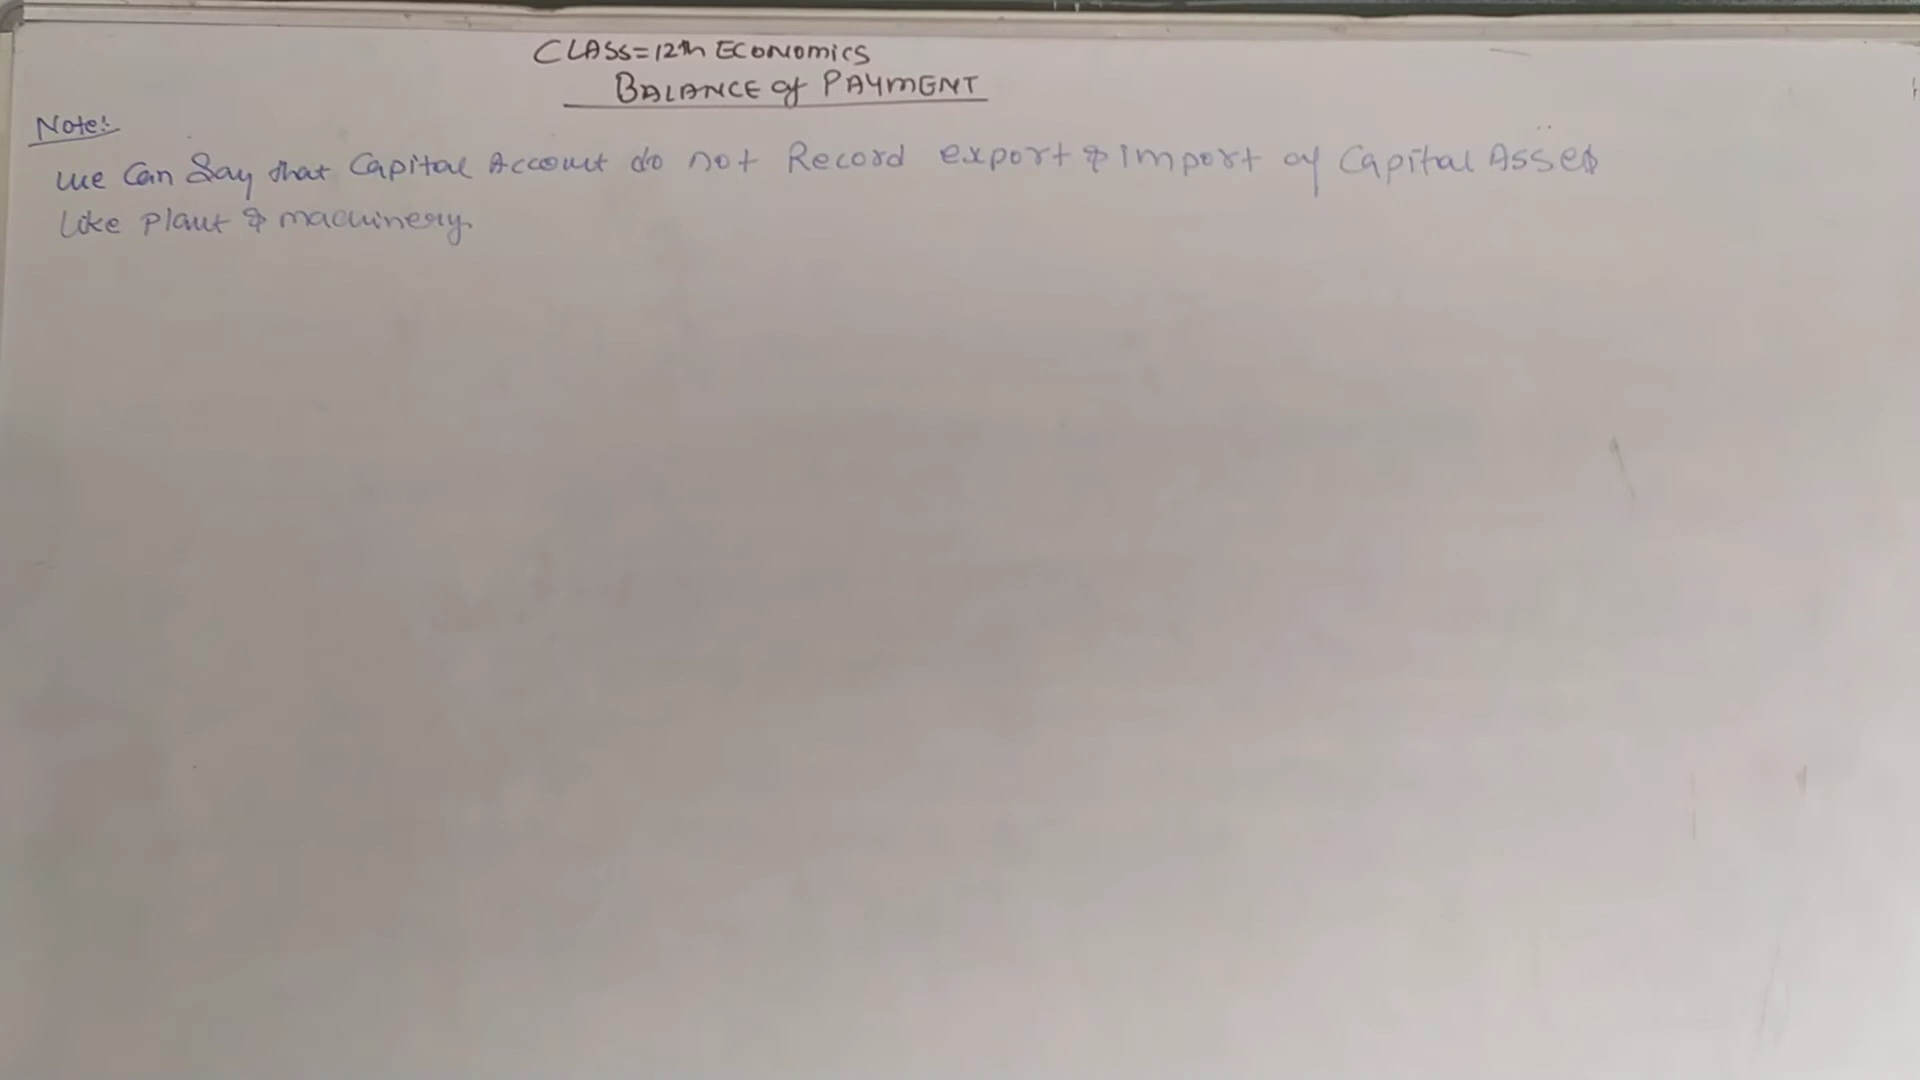 CLASS=12th ECONOMICS
BALANCE of PAYMENT
Note:
we Can Say that Capital Account do not Record export & Import of Capital Assets
Like Plant & machinery.